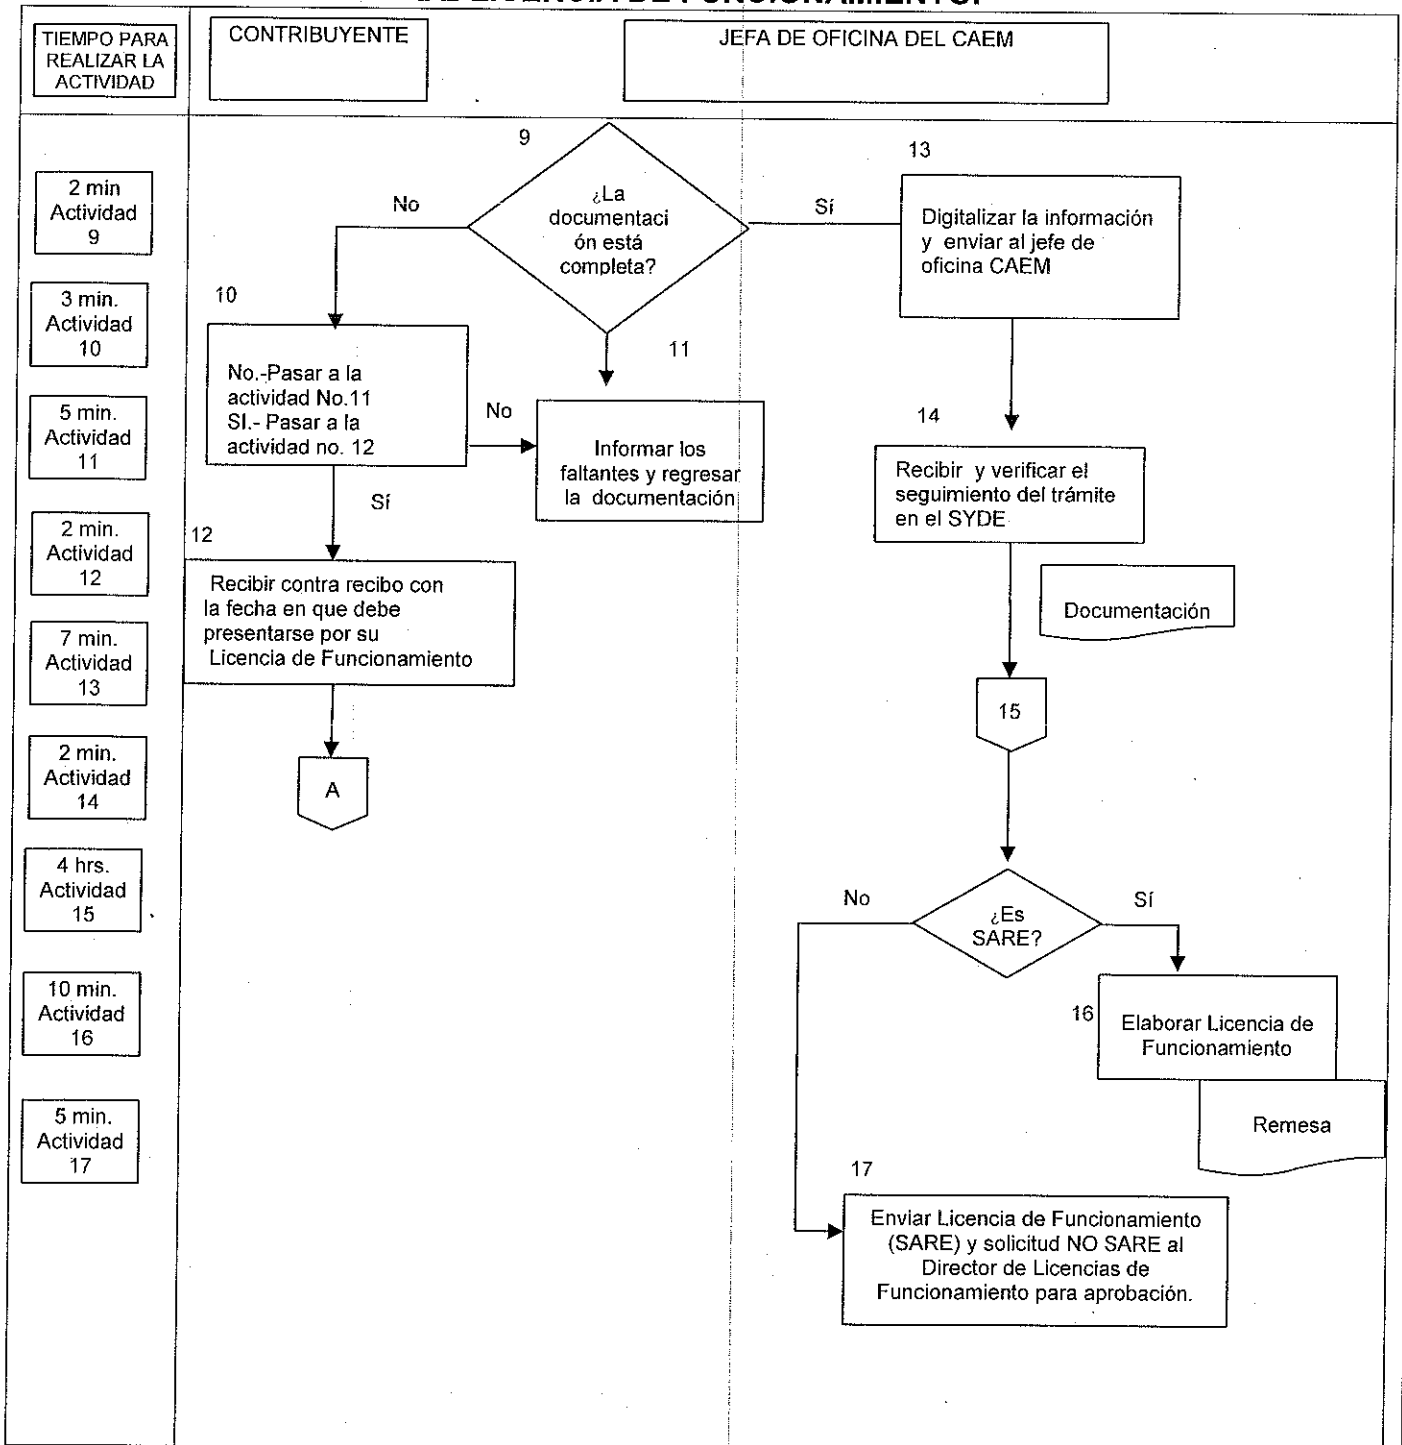 LICENCIA DE FUNCIONAMIENTO.
TIEMPO PARA
REALIZAR LA
ACTIVIDAD
CONTRIBUYENTE
JEFA DE OFICINA DEL CAEM
2 min
Actividad
9
3 min.
Actividad
10
5 min.
Actividad
11
2 min.
Actividad
12
7 min.
Actividad
13
2 min.
Actividad
14
4 hrs.
Actividad
15
10 min.
Actividad
16
5 min.
Actividad
17
9
¿La
documentaci
ón está
completa?
No
Sí
10
No.-Pasar a la
actividad No.11
SI.- Pasar a la
actividad no. 12
No
Sí
11
Informar los
faltantes y regresar
la documentación
12
Recibir contra recibo con
la fecha en que debe
presentarse por su
Licencia de Funcionamiento
A
13
Digitalizar la información
y enviar al jefe de
oficina CAEM
14
Recibir y verificar el
seguimiento del trámite
en el SYDE
Documentación
15
¿Es
SARE?
No
Sí
16
Elaborar Licencia de
Funcionamiento
Remesa
17
Enviar Licencia de Funcionamiento
(SARE) y solicitud NO SARE al
Director de Licencias de
Funcionamiento para aprobación.